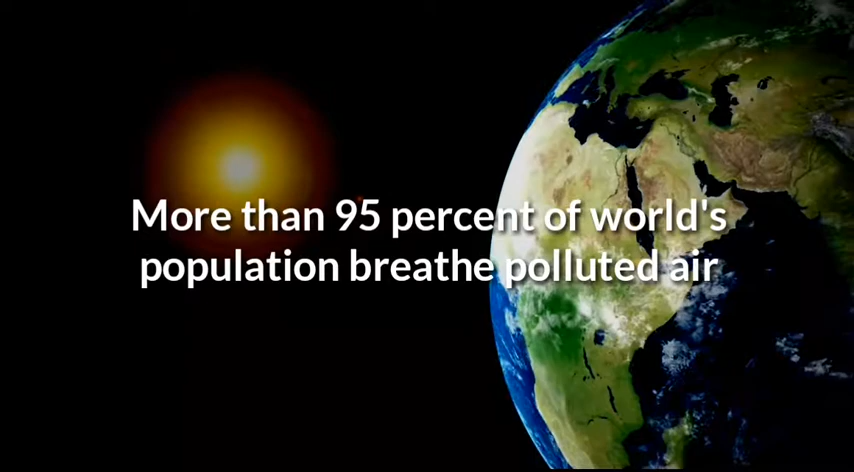 More than 95 percent of world's
population breathe polluted air